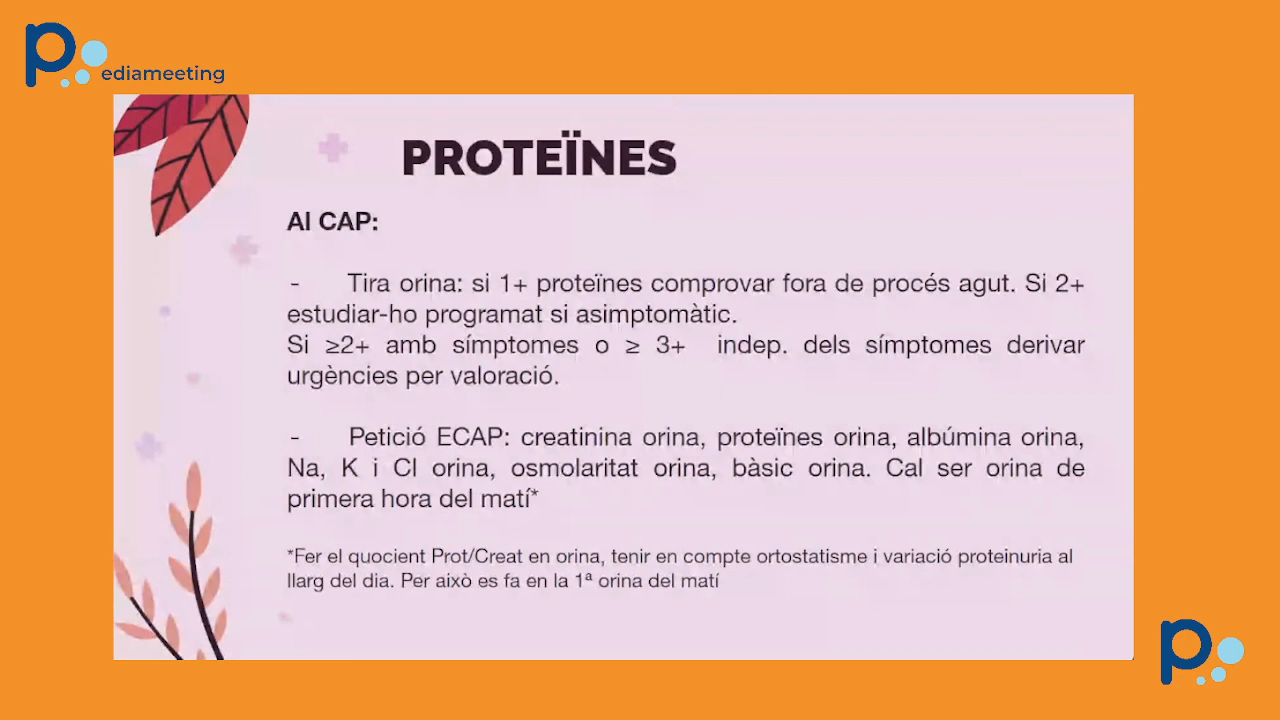 Pediameeting
PROTEÏNES
Al CAP:
- Tira orina: si 1+ proteïnes comprovar fora de procés agut. Si 2+
estudiar-ho programat si asimptomàtic.
Si ≥2+ amb símptomes o ≥ 3+ indep. dels símptomes derivar
urgències per valoració.
- Petició ECAP: creatinina orina, proteïnes orina, albúmina orina,
Na, K i Cl orina, osmolaritat orina, bàsic orina. Cal ser orina de
primera hora del matí*
*Fer el quocient Prot/Creat en orina, tenir en compte ortostatisme i variació proteinuria al
llarg del dia. Per això es fa en la 1ª orina del matí
P